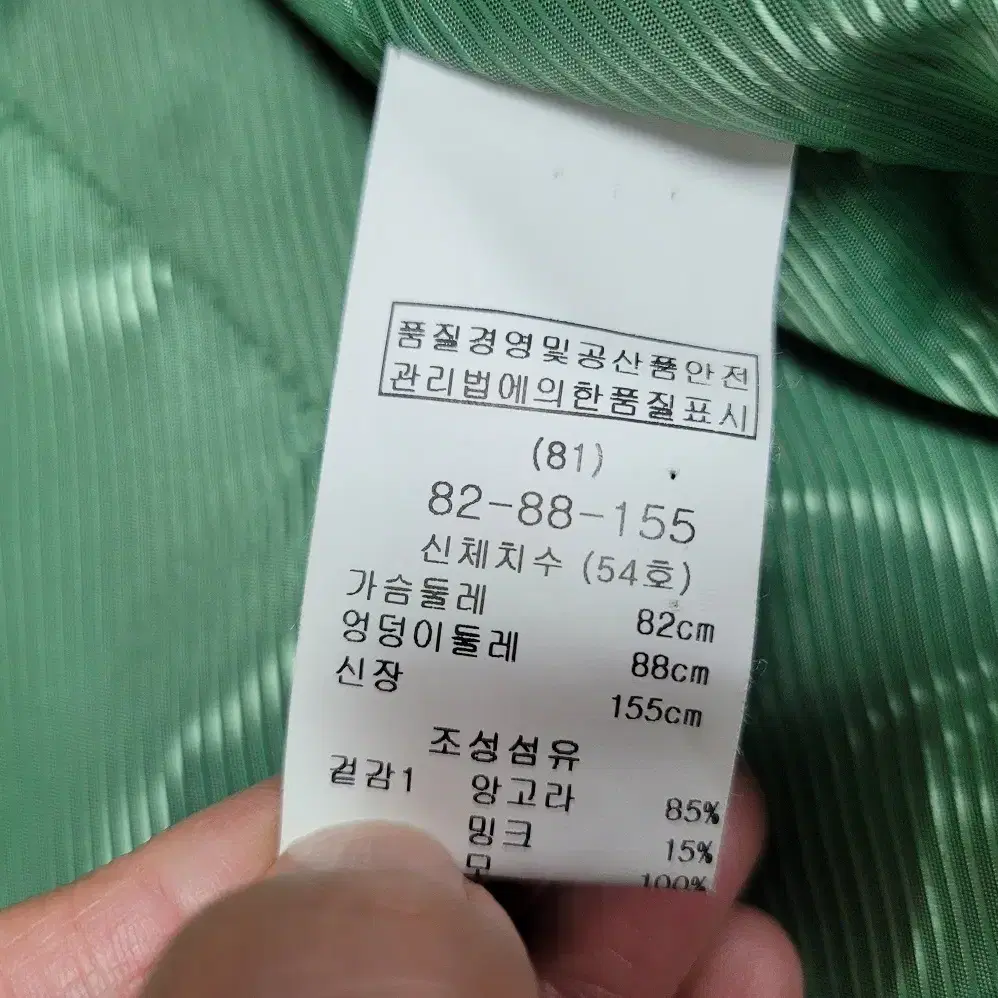 품질경영및공산품안전
관리법에의한품질표시
(81)
82-88-155
신체치수 (54호)
가슴둘레 82cm
엉덩이둘레 88cm
신장 155cm
조성섬유
겉감1 앙고라 85%
밍크 15%
모 100%